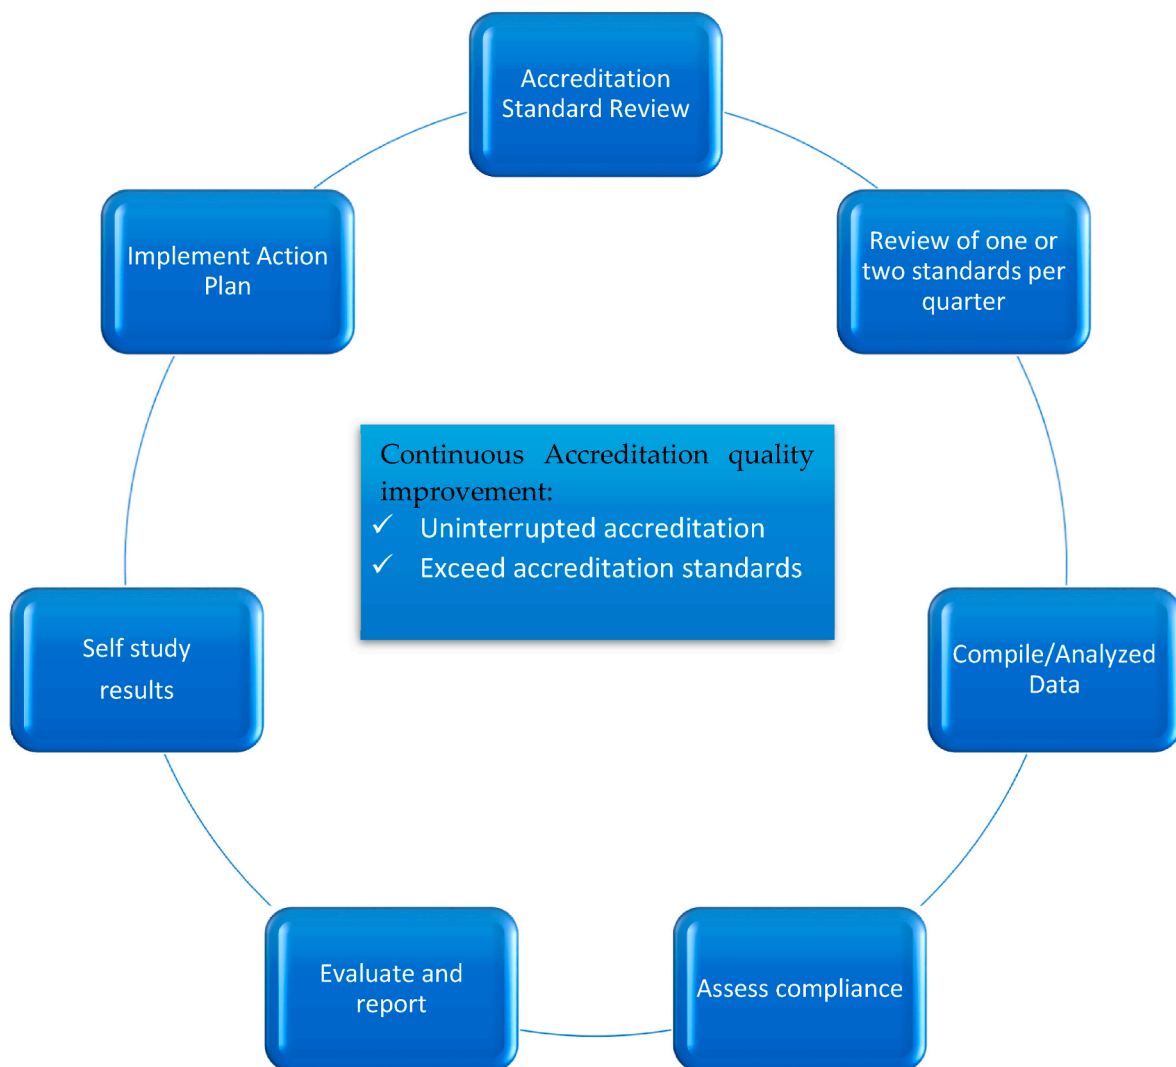 Accreditation
Standard Review
Review of one or
two standards per
quarter
Compile/Analyzed
Data
Assess compliance
Evaluate and
report
Self study
results
Implement Action
Plan
Continuous Accreditation quality
improvement:
✓ Uninterrupted accreditation
✓ Exceed accreditation standards